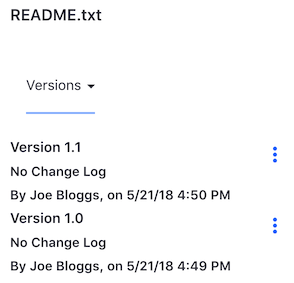 README.txt
Versions
Version 1.1
No Change Log
By Joe Bloggs, on 5/21/18 4:50 PM
Version 1.0
No Change Log
By Joe Bloggs, on 5/21/18 4:49 PM